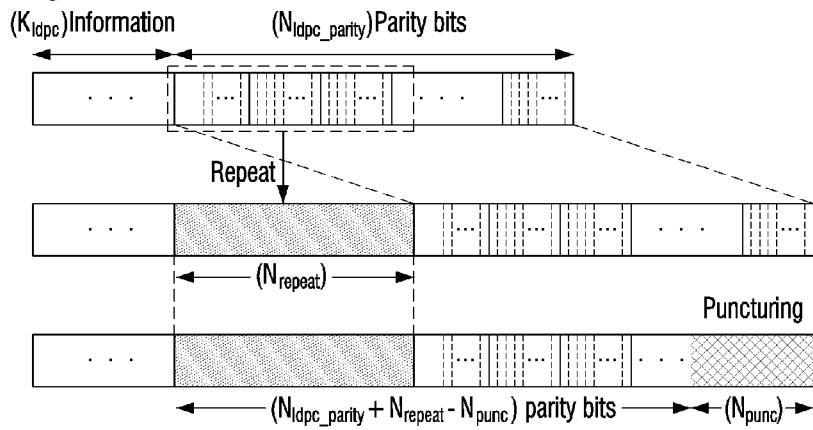 (K_ldpc)Information (N_ldpc_parity)Parity bits
... ... ... ... ... ...
Repeat
... ... ... ... ... ...
(N_repeat)
Puncturing
... ... ... ... ...
(N_ldpc_parity + N_repeat - N_punc) parity bits (N_punc)